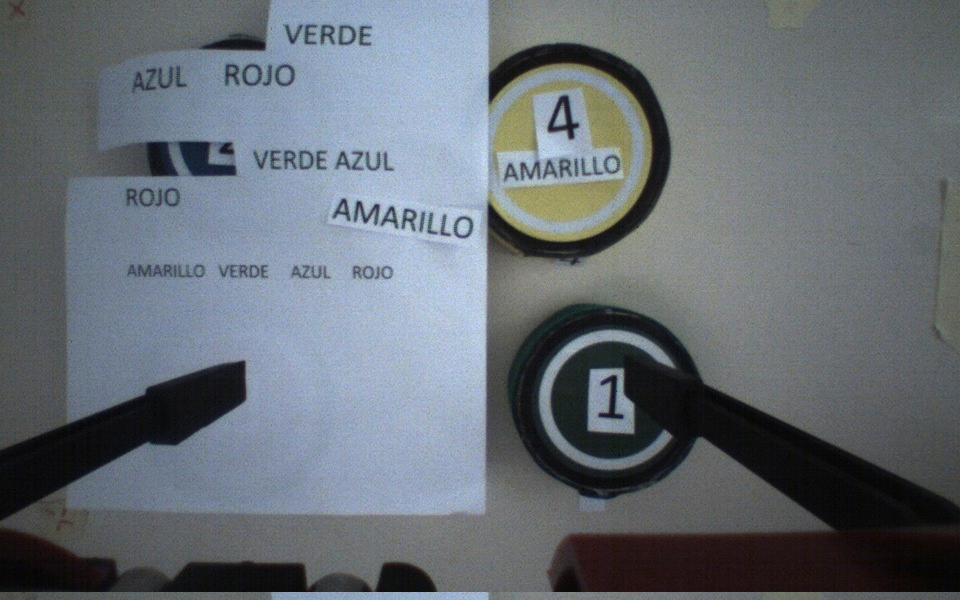 VERDE
AZUL ROJO
4
AMARILLO
VERDE AZUL
ROJO
AMARILLO
AMARILLO VERDE AZUL ROJO
1